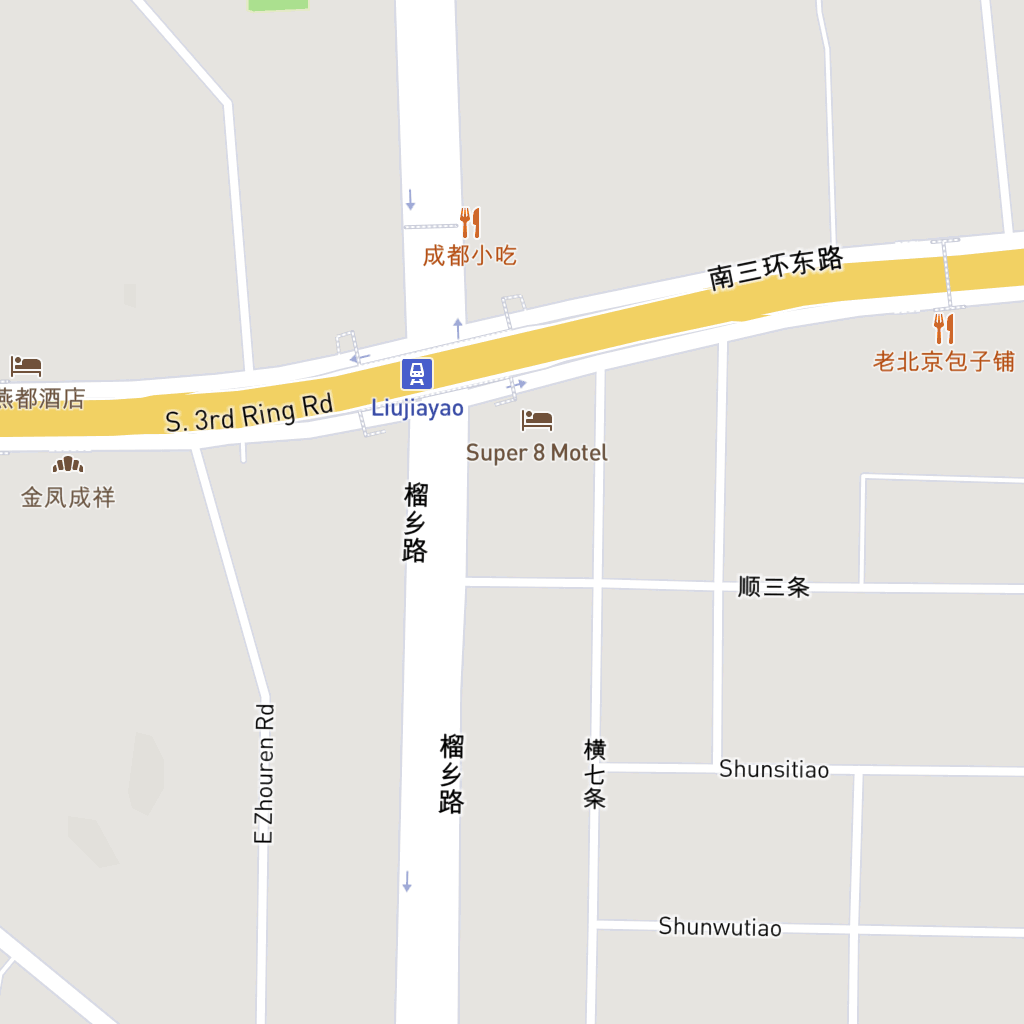 成都小吃
南三环东路
老北京包子铺
燕都酒店
S. 3rd Ring Rd
Liujiayao
Super 8 Motel
金凤成祥
榴乡路
顺三条
E Zhouren Rd
榴乡路
横七条
Shunsitiao
Shunwutiao